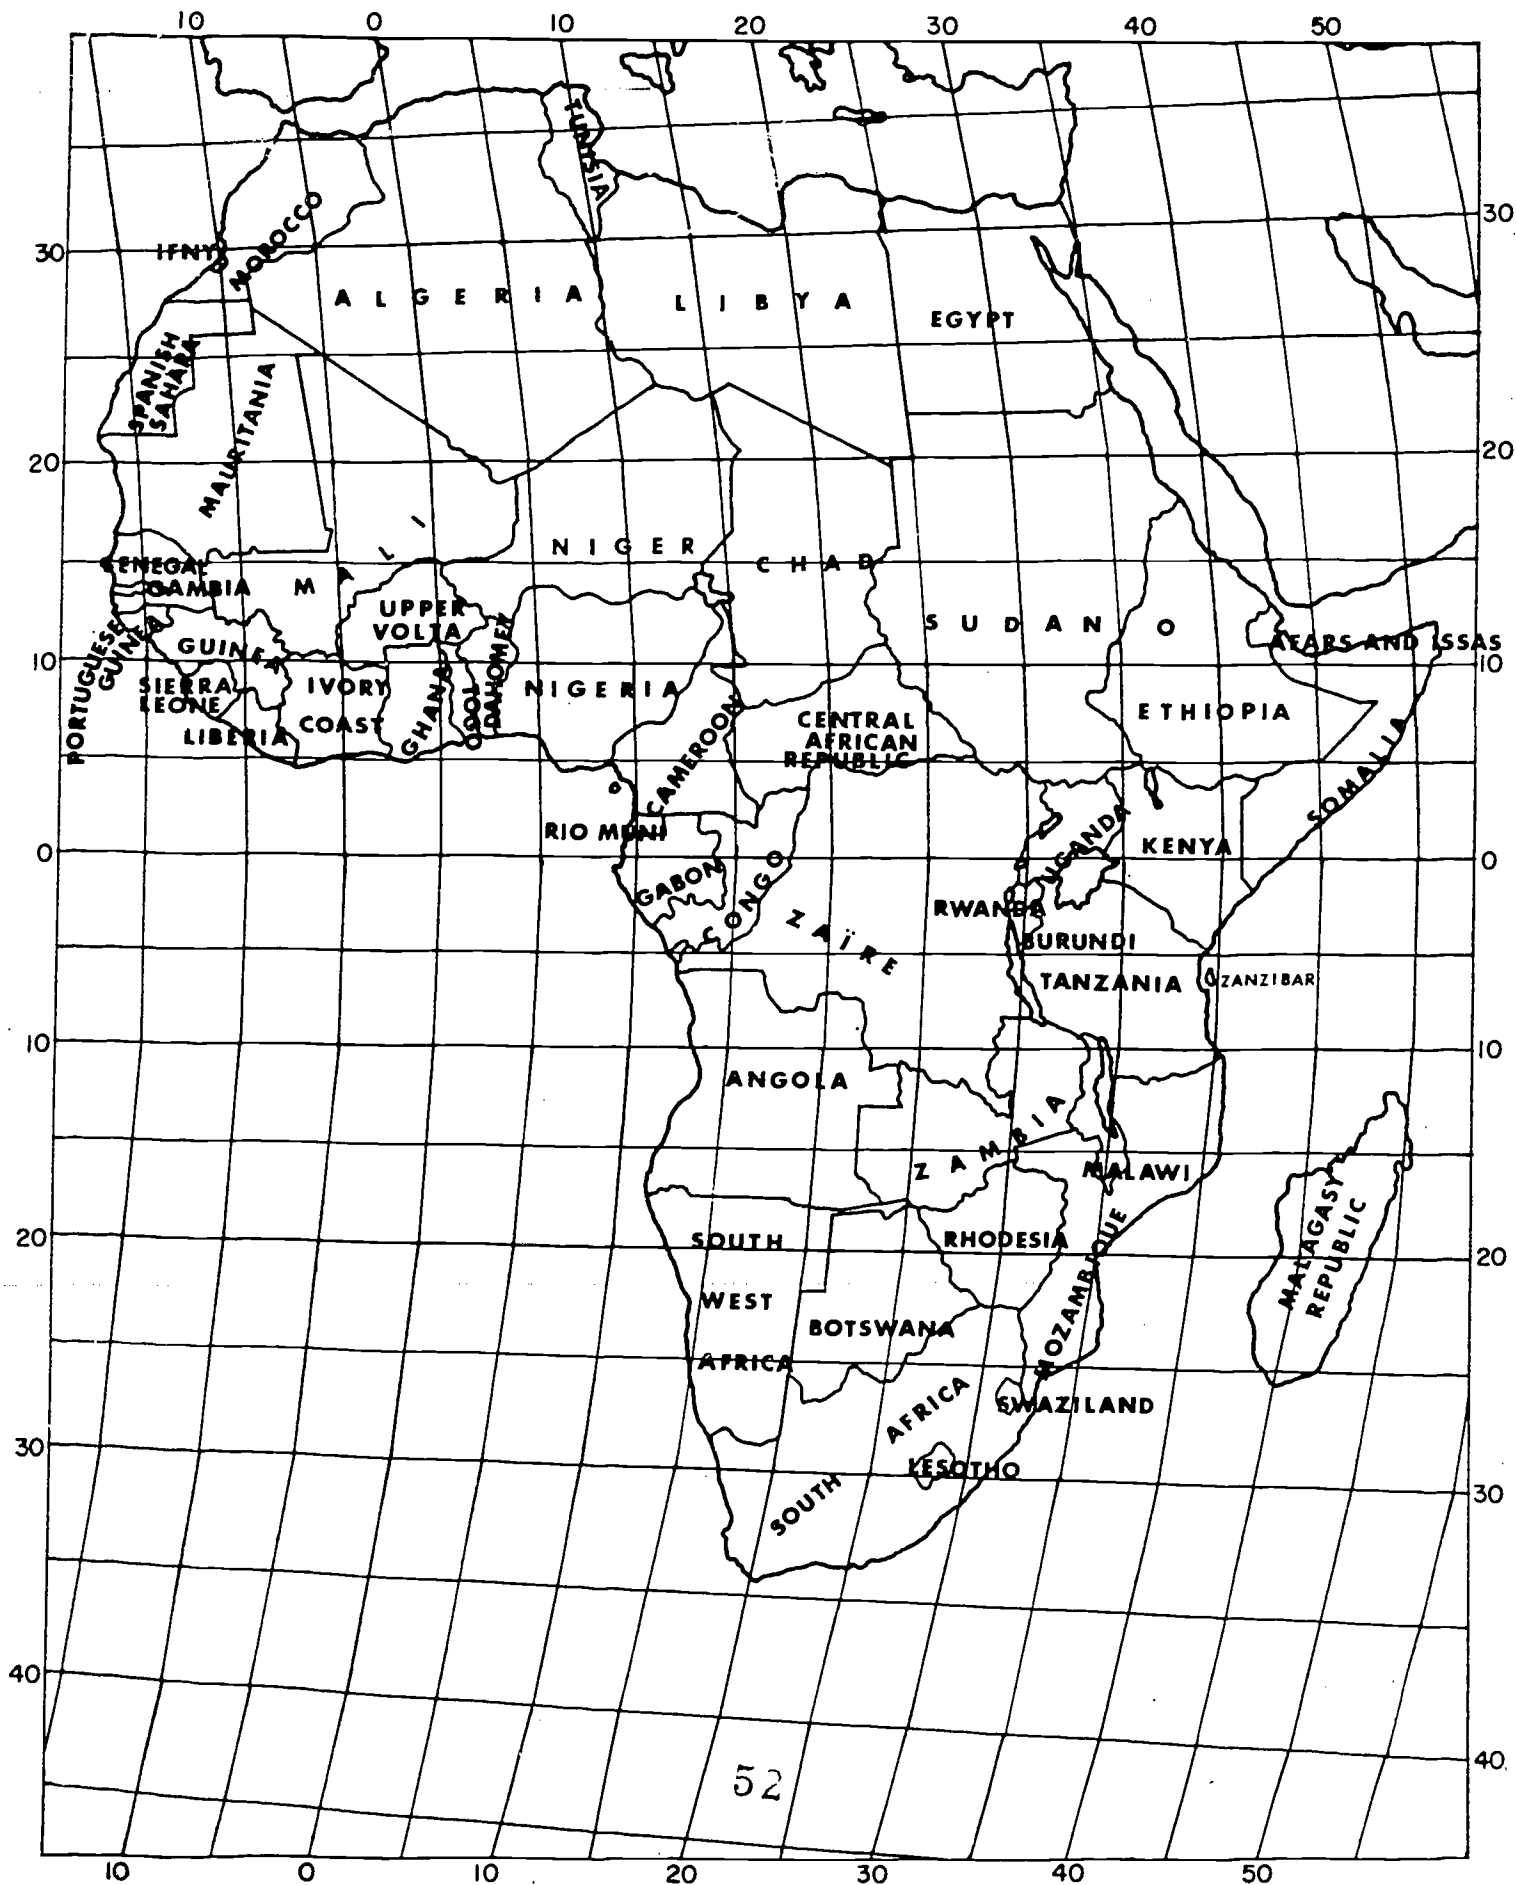 10 0 10 20 30 40 50
TUNISIA
MOROCCO
IFNY
30
30
ALGERIA
LIBYA
EGYPT
SPANISH
SAHARA
MAURITANIA
20
20
MALI
NIGER
CHAD
SUDAN
SENEGAL
GAMBIA
UPPER
VOLTA
AFARS AND ISSAS
PORTUGUESE
GUINEA
GUINEA
10
10
SIERRA
LEONE
IVORY
COAST
GHANA
TOGO
DAHOMEY
NIGERIA
LIBERIA
CAMEROON
CENTRAL
AFRICAN
REPUBLIC
ETHIOPIA
SOMALIA
RIO MUNI
UGANDA
KENYA
0
0
GABON
CONGO
ZAÏRE
RWANDA
BURUNDI
TANZANIA
ZANZIBAR
10
10
ANGOLA
ZAMBIA
MALAWI
MALAGASY
REPUBLIC
20
20
SOUTH
WEST
AFRICA
RHODESIA
MOZAMBIQUE
BOTSWANA
SOUTH AFRICA
SWAZILAND
LESOTHO
30
30
40
40
52
10 0 10 20 30 40 50